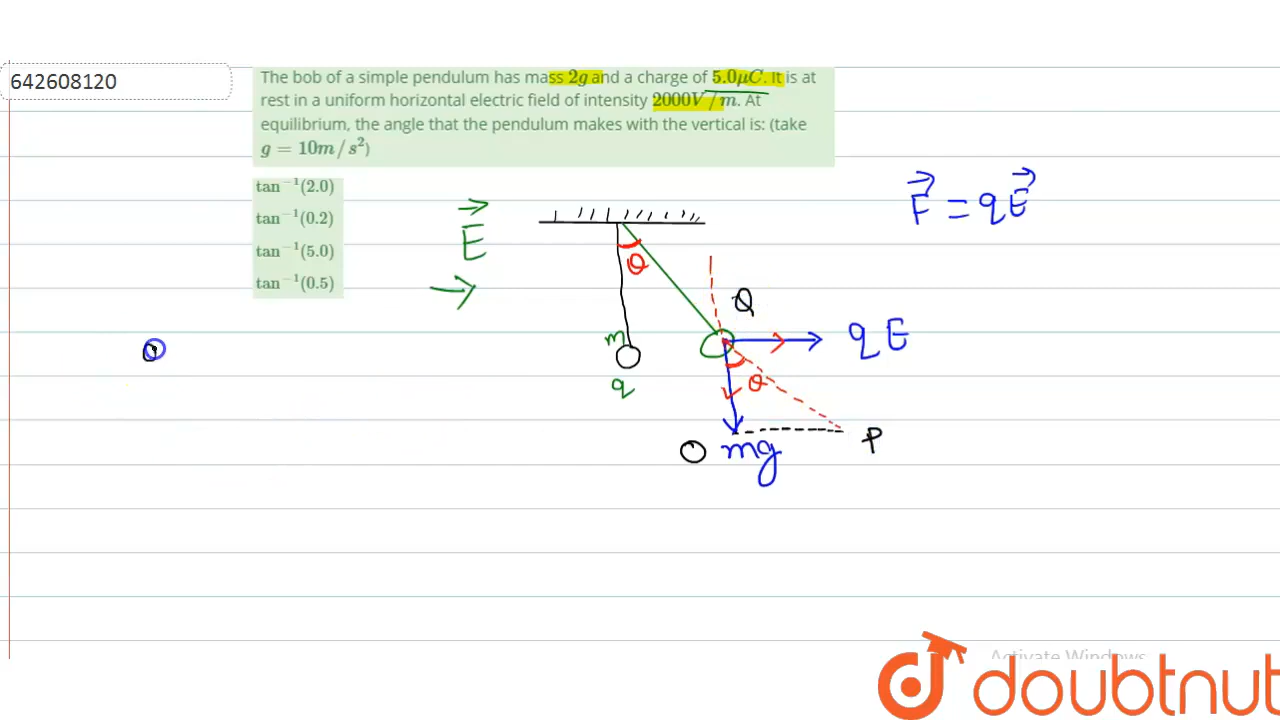 642608120
The bob of a simple pendulum has mass 2g and a charge of 5.0μC. It is at
rest in a uniform horizontal electric field of intensity 2000V/m. At
equilibrium, the angle that the pendulum makes with the vertical is: (take
g = 10m/s²)
tan⁻¹(2.0)
tan⁻¹(0.2)
tan⁻¹(5.0)
tan⁻¹(0.5)
F = qE
E
θ
Q
m
qE
q
θ
O mg
P
Activate Windows
doubtnut